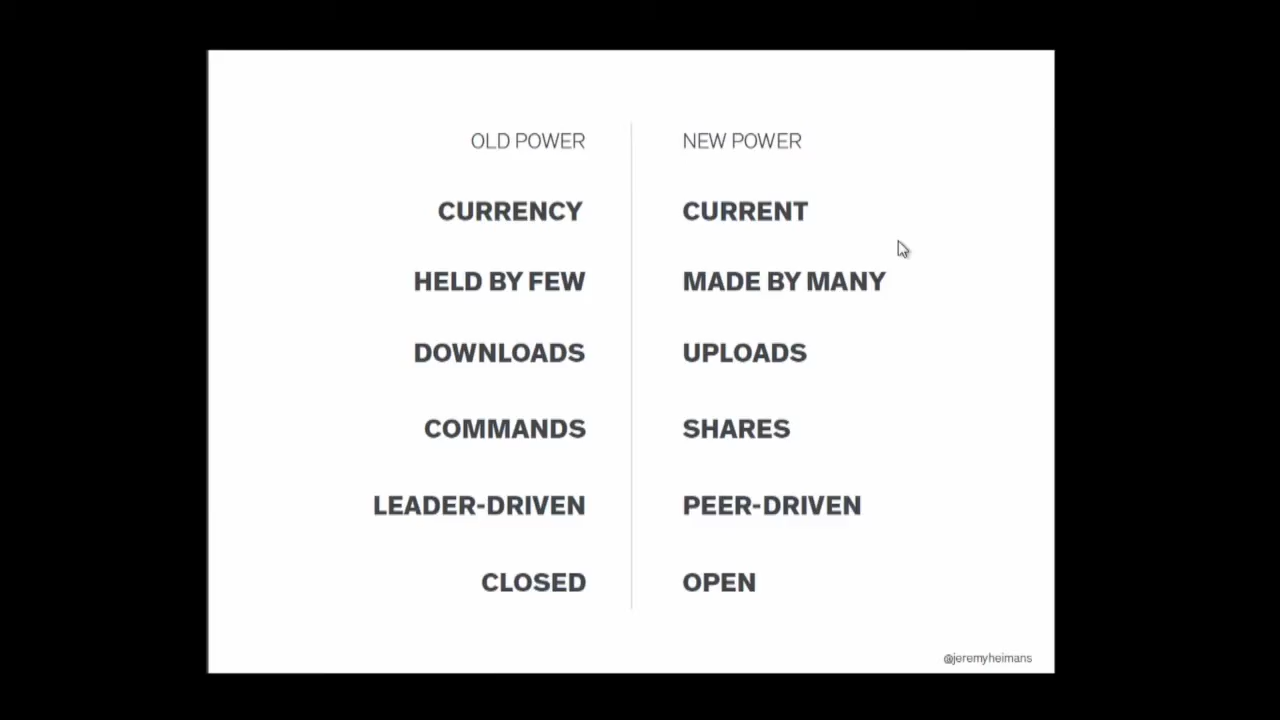 OLD POWER NEW POWER
CURRENCY CURRENT
HELD BY FEW MADE BY MANY
DOWNLOADS UPLOADS
COMMANDS SHARES
LEADER-DRIVEN PEER-DRIVEN
CLOSED OPEN
@jeremyheimans